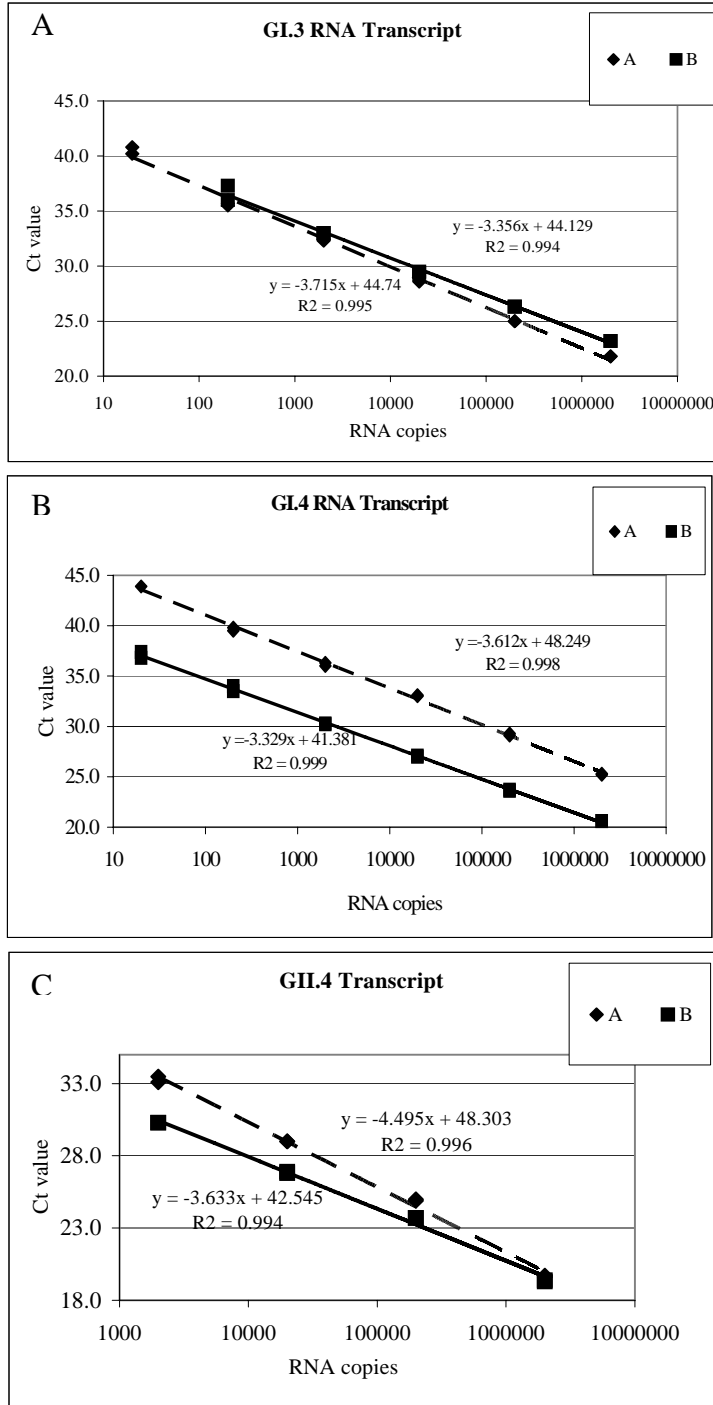 A
GI.3 RNA Transcript
A B
45.0
40.0
35.0
30.0
25.0
20.0
Ct value
y = -3.356x + 44.129
R2 = 0.994
y = -3.715x + 44.74
R2 = 0.995
10 100 1000 10000 100000 1000000 10000000
RNA copies
B
GI.4 RNA Transcript
A B
45.0
40.0
35.0
30.0
25.0
20.0
Ct value
y =-3.612x + 48.249
R2 = 0.998
y =-3.329x + 41.381
R2 = 0.999
10 100 1000 10000 100000 1000000 10000000
RNA copies
C
GII.4 Transcript
A B
33.0
28.0
23.0
18.0
Ct value
y = -4.495x + 48.303
R2 = 0.996
y = -3.633x + 42.545
R2 = 0.994
1000 10000 100000 1000000 10000000
RNA copies